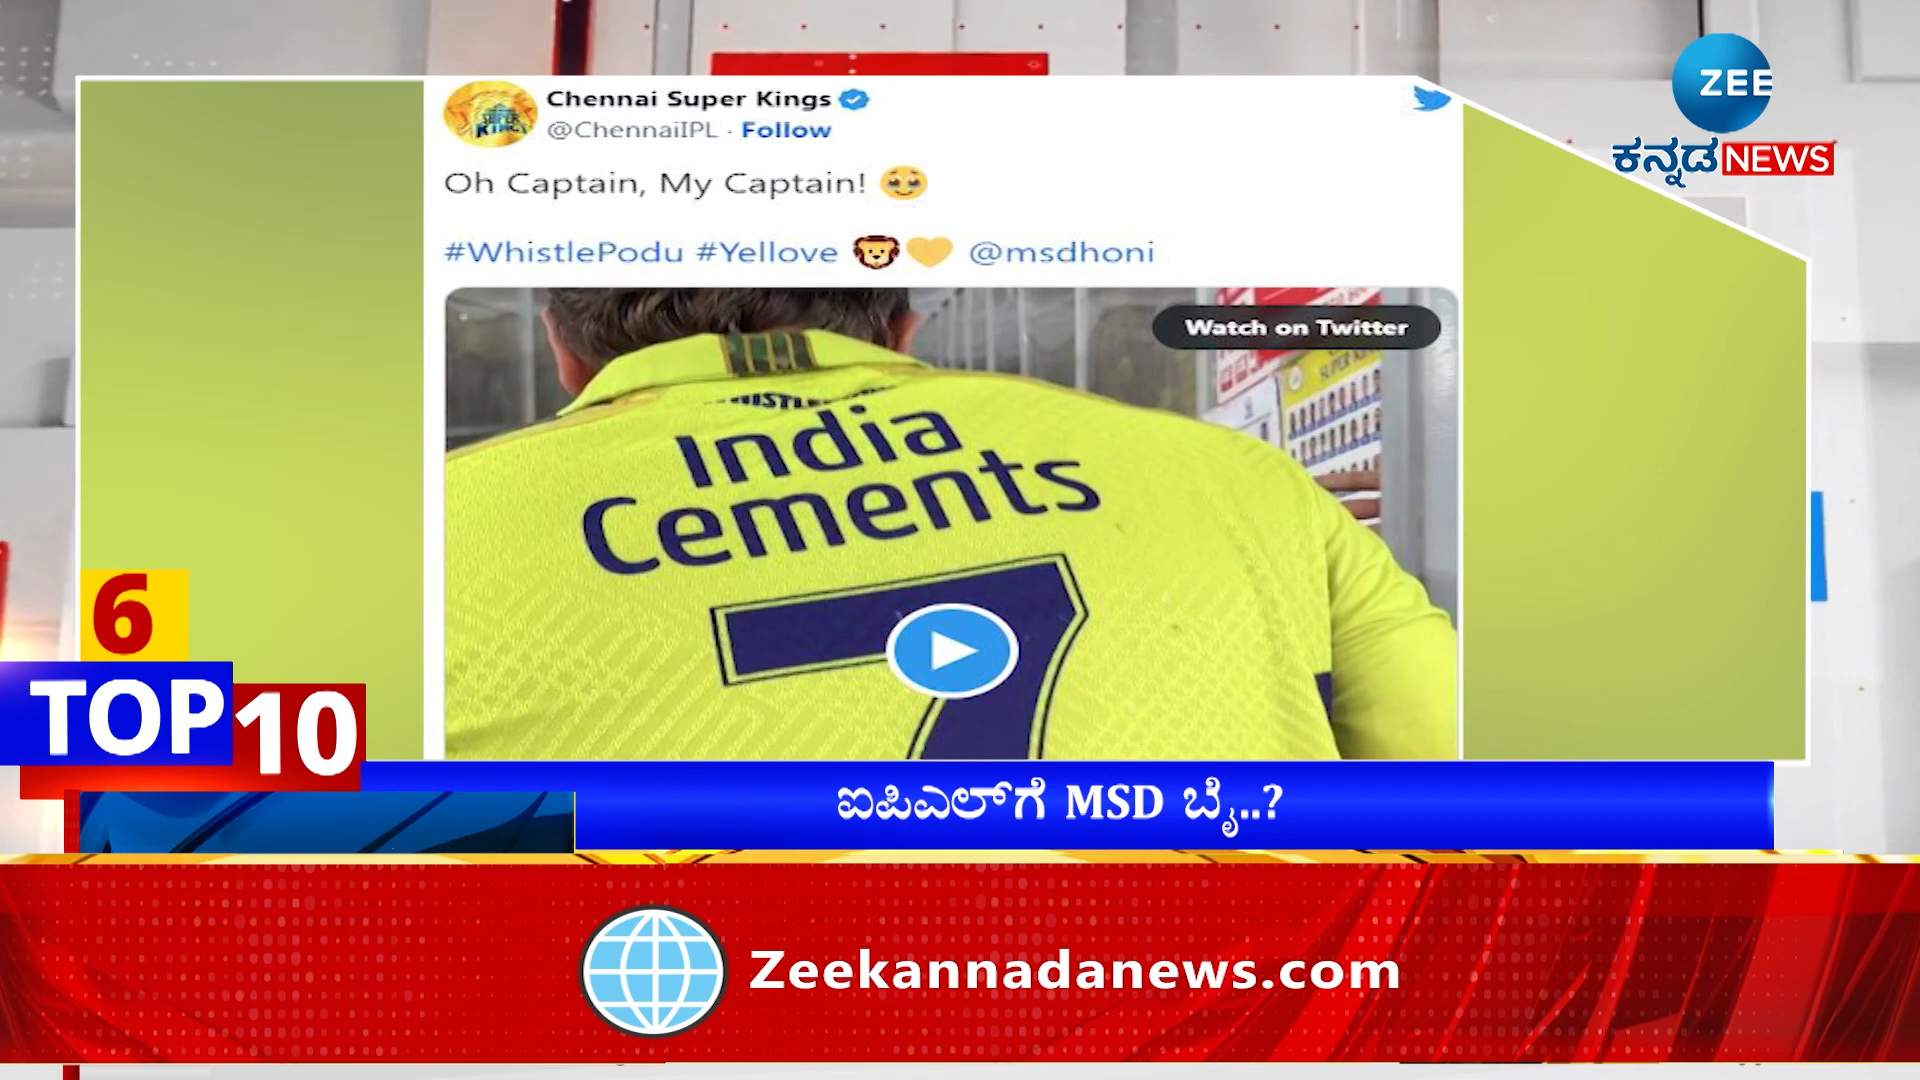 ZEE
ಕನ್ನಡ NEWS
Chennai Super Kings
@ChennaiIPL · Follow
Oh Captain, My Captain! 🥹
#WhistlePodu #Yellove 🦁💛 @msdhoni
Watch on Twitter
India
Cements
7
6
TOP 10
ಐಪಿಎಲ್‌ಗೆ MSD ಬೈ..?
Zeekannadanews.com